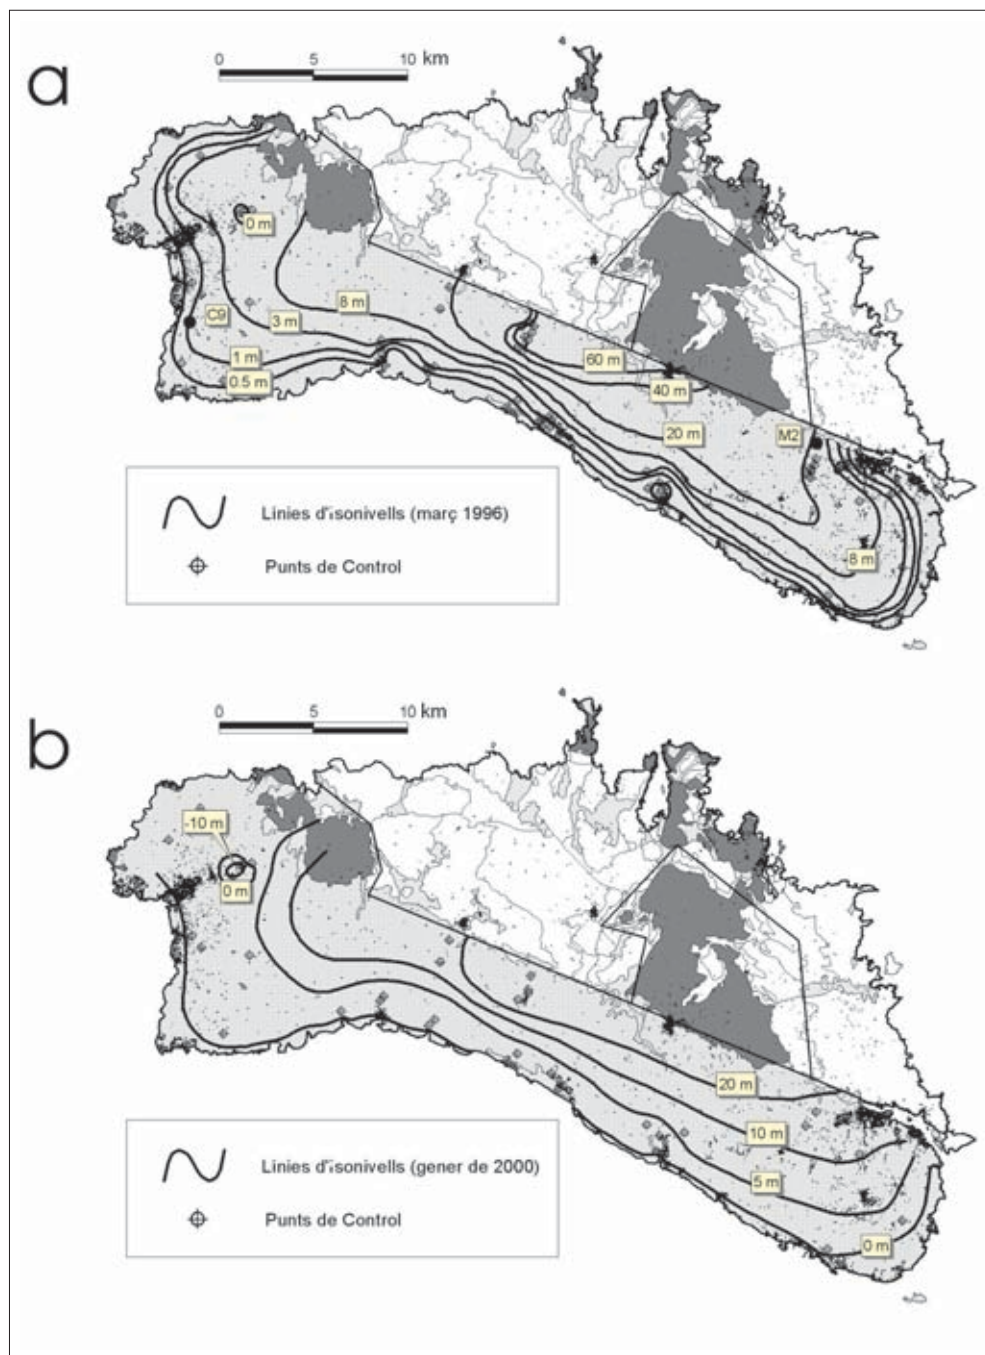 a
0 5 10 km
0 m
C9
8 m
3 m
1 m
0.5 m
60 m
40 m
20 m
M2
8 m
Linies d'isonivells (març 1996)
Punts de Control
b
0 5 10 km
-10 m
0 m
20 m
10 m
5 m
0 m
Linies d'isonivells (gener de 2000)
Punts de Control